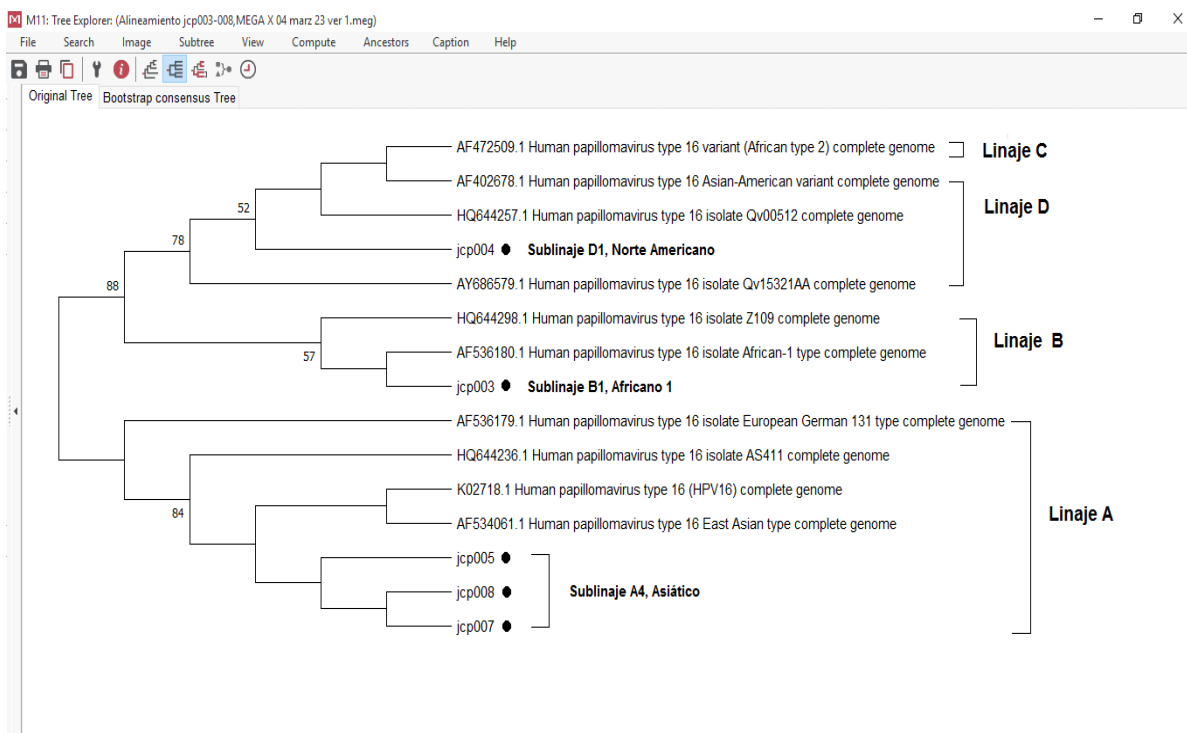 M11: Tree Explorer: (Alineamiento jcp003-008,MEGA X 04 marz 23 ver 1.meg)
File Search Image Subtree View Compute Ancestors Caption Help
Original Tree Bootstrap consensus Tree
AF472509.1 Human papillomavirus type 16 variant (African type 2) complete genome
Linaje C
AF402678.1 Human papillomavirus type 16 Asian-American variant complete genome
Linaje D
52
HQ644257.1 Human papillomavirus type 16 isolate Qv00512 complete genome
78
jcp004 ● Sublinaje D1, Norte Americano
88
AY686579.1 Human papillomavirus type 16 isolate Qv15321AA complete genome
HQ644298.1 Human papillomavirus type 16 isolate Z109 complete genome
Linaje B
57
AF536180.1 Human papillomavirus type 16 isolate African-1 type complete genome
jcp003 ● Sublinaje B1, Africano 1
AF536179.1 Human papillomavirus type 16 isolate European German 131 type complete genome
HQ644236.1 Human papillomavirus type 16 isolate AS411 complete genome
K02718.1 Human papillomavirus type 16 (HPV16) complete genome
84
Linaje A
AF534061.1 Human papillomavirus type 16 East Asian type complete genome
jcp005 ●
jcp008 ● Sublinaje A4, Asiático
jcp007 ●